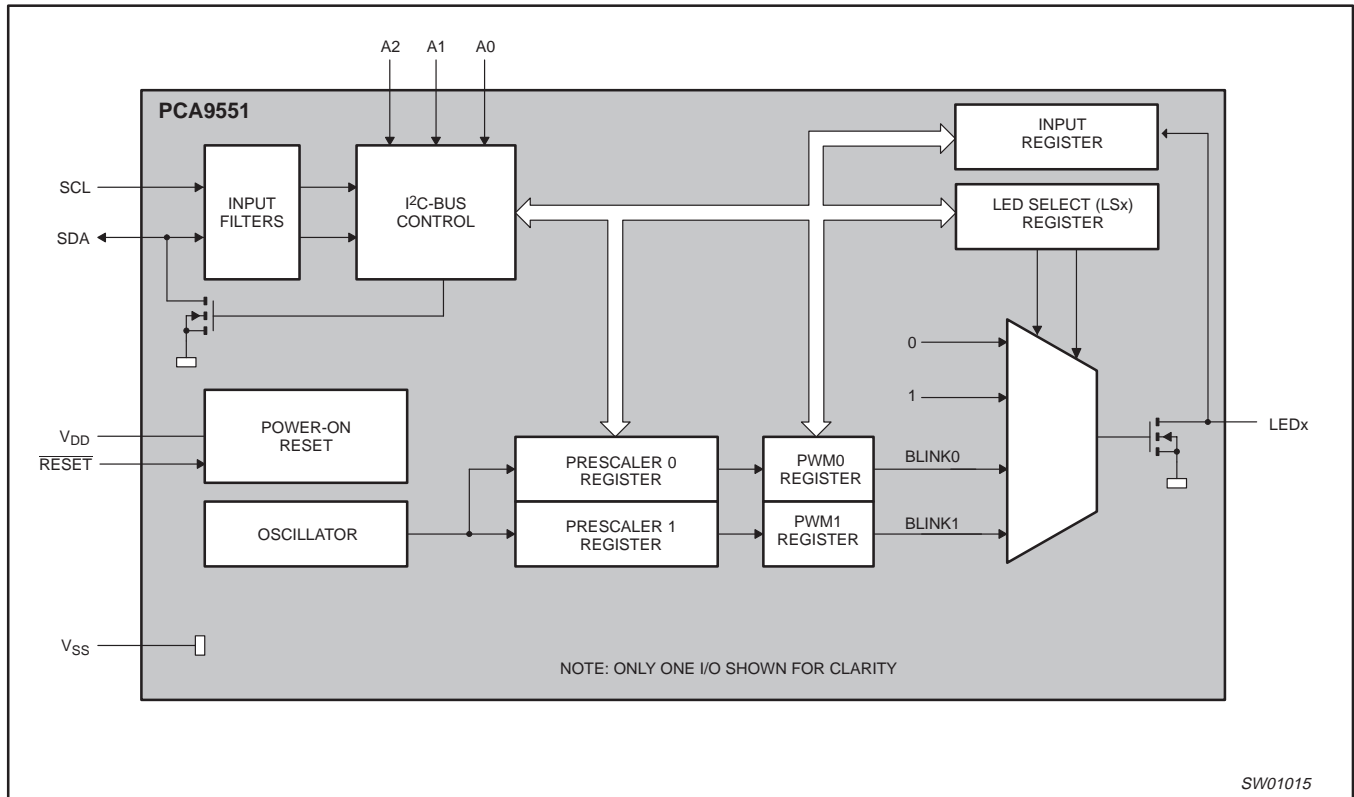 A2 A1 A0
PCA9551
SCL
SDA
INPUT
FILTERS
I²C-BUS
CONTROL
INPUT
REGISTER
LED SELECT (LSx)
REGISTER
0
1
VDD
RESET
POWER-ON
RESET
OSCILLATOR
PRESCALER 0
REGISTER
PRESCALER 1
REGISTER
PWM0
REGISTER
PWM1
REGISTER
BLINK0
BLINK1
LEDx
VSS
NOTE: ONLY ONE I/O SHOWN FOR CLARITY
SW01015